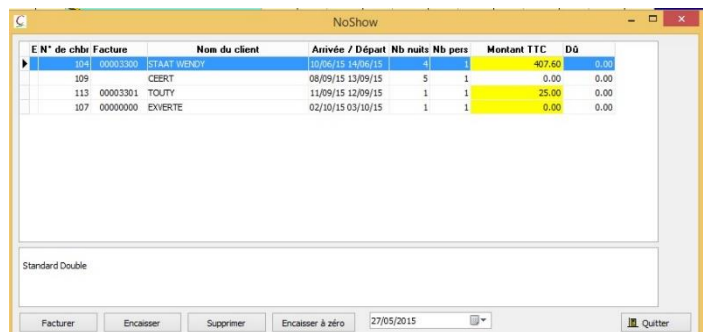 NoShow
E N° de chbr Facture Nom du client Arrivée / Départ Nb nuits Nb pers Montant TTC Dû
104 00003300 STAAT WENDY 10/06/15 14/06/15 4 1 407.60 0.00
109 CEERT 08/09/15 13/09/15 5 1 0.00 0.00
113 00003301 TOUTY 11/09/15 12/09/15 1 1 25.00 0.00
107 00000000 EXVERTE 02/10/15 03/10/15 1 1 0.00 0.00
Standard Double
Facturer Encaisser Supprimer Encaisser à zéro 27/05/2015 Quitter